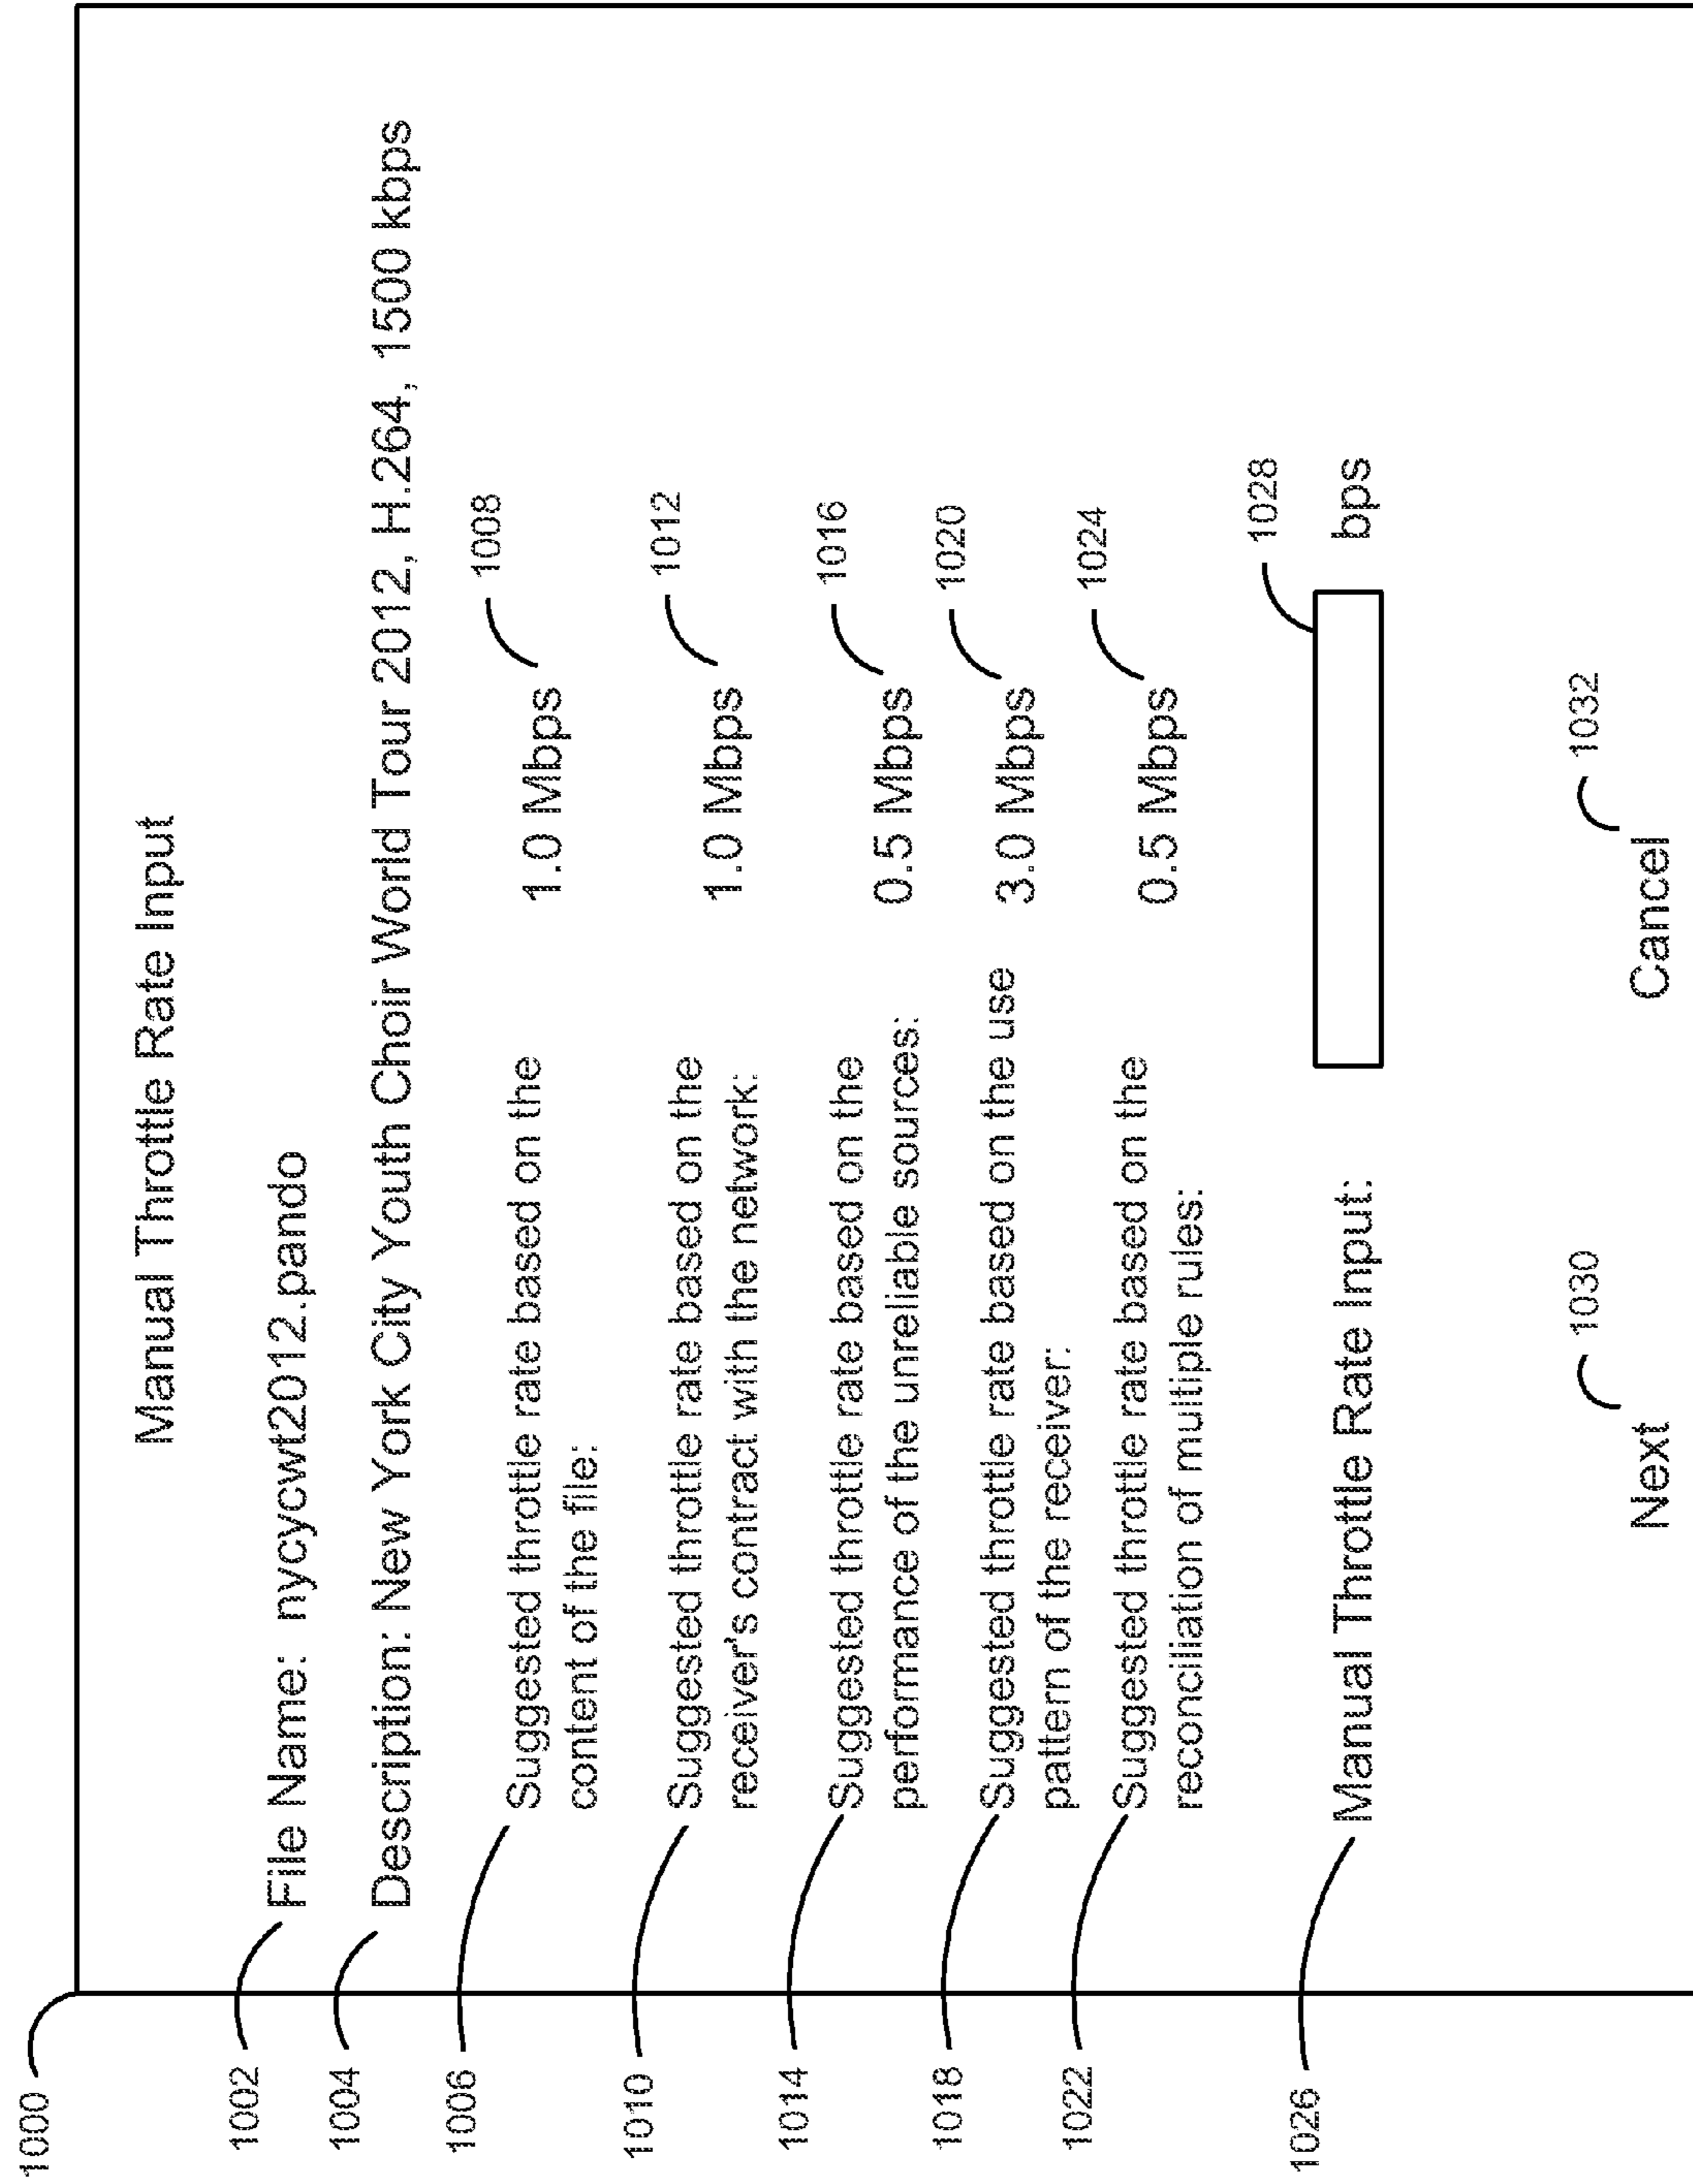 1000
Manual Throttle Rate Input
1002
File Name: nycycwt2012.pando
1004
Description: New York City Youth Choir World Tour 2012, H.264, 1500 kbps
1006
Suggested throttle rate based on the
content of the file:
1.0 Mbps
1008
1010
Suggested throttle rate based on the
receiver's contract with the network:
1.0 Mbps
1012
1014
Suggested throttle rate based on the
performance of the unreliable sources:
0.5 Mbps
1016
1018
Suggested throttle rate based on the use
pattern of the receiver:
3.0 Mbps
1020
1022
Suggested throttle rate based on the
reconciliation of multiple rules:
0.5 Mbps
1024
1026
Manual Throttle Rate Input:
bps
1028
Next
1030
Cancel
1032